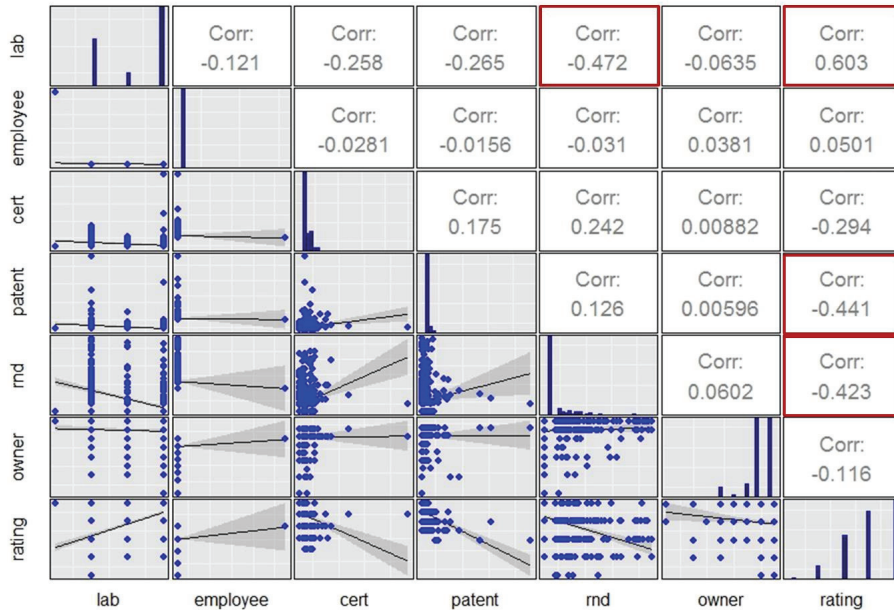 lab
Corr: Corr: Corr: Corr: Corr: Corr:
-0.121 -0.258 -0.265 -0.472 -0.0635 0.603
employee
Corr: Corr: Corr: Corr: Corr:
-0.0281 -0.0156 -0.031 0.0381 0.0501
cert
Corr: Corr: Corr: Corr:
0.175 0.242 0.00882 -0.294
patent
Corr: Corr: Corr:
0.126 0.00596 -0.441
rnd
Corr: Corr:
0.0602 -0.423
owner
Corr:
-0.116
rating
lab employee cert patent rnd owner rating